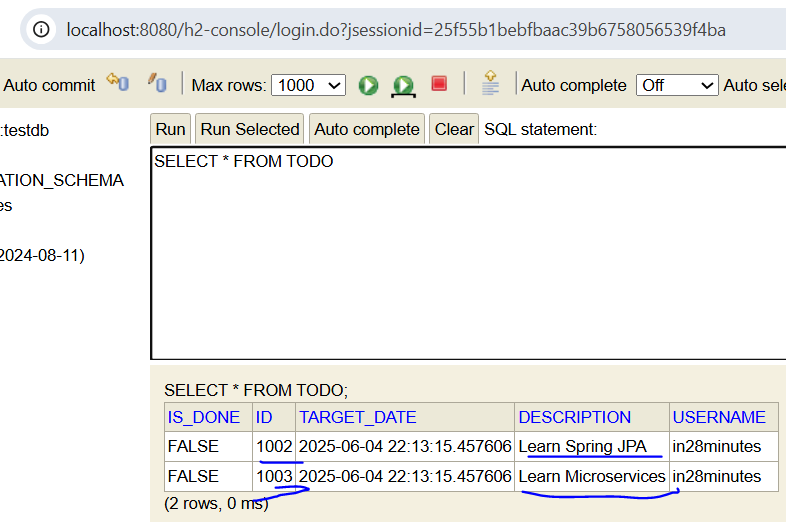 localhost:8080/h2-console/login.do?jsessionid=25f55b1bebfbaac39b6758056539f4ba
Auto commit Max rows: 1000 Auto complete Off Auto sele
:testdb
Run Run Selected Auto complete Clear SQL statement:
SELECT * FROM TODO
ATION_SCHEMA
es
2024-08-11)
SELECT * FROM TODO;
IS_DONE ID TARGET_DATE DESCRIPTION USERNAME
FALSE 1002 2025-06-04 22:13:15.457606 Learn Spring JPA in28minutes
FALSE 1003 2025-06-04 22:13:15.457606 Learn Microservices in28minutes
(2 rows, 0 ms)